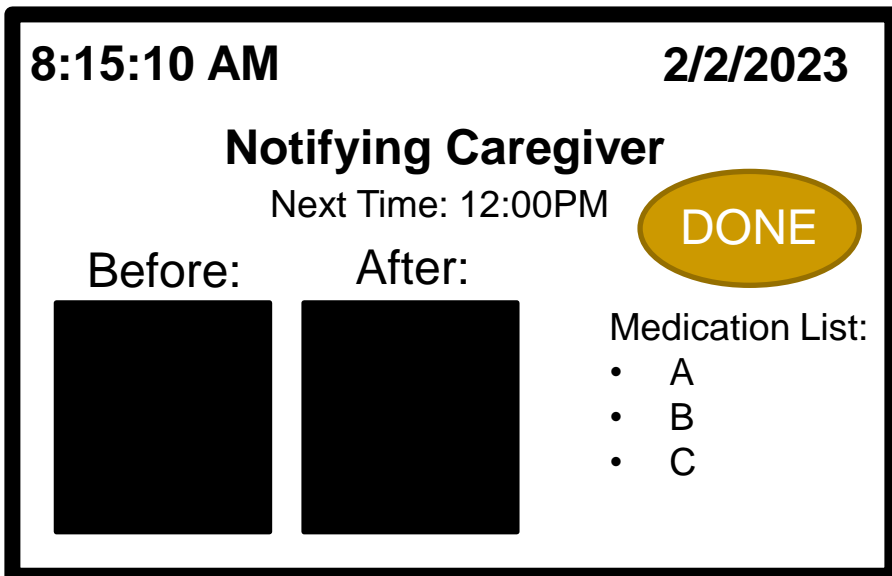 8:15:10 AM
2/2/2023
Notifying Caregiver
Next Time: 12:00PM
DONE
Before:
After:
Medication List:
• A
• B
• C